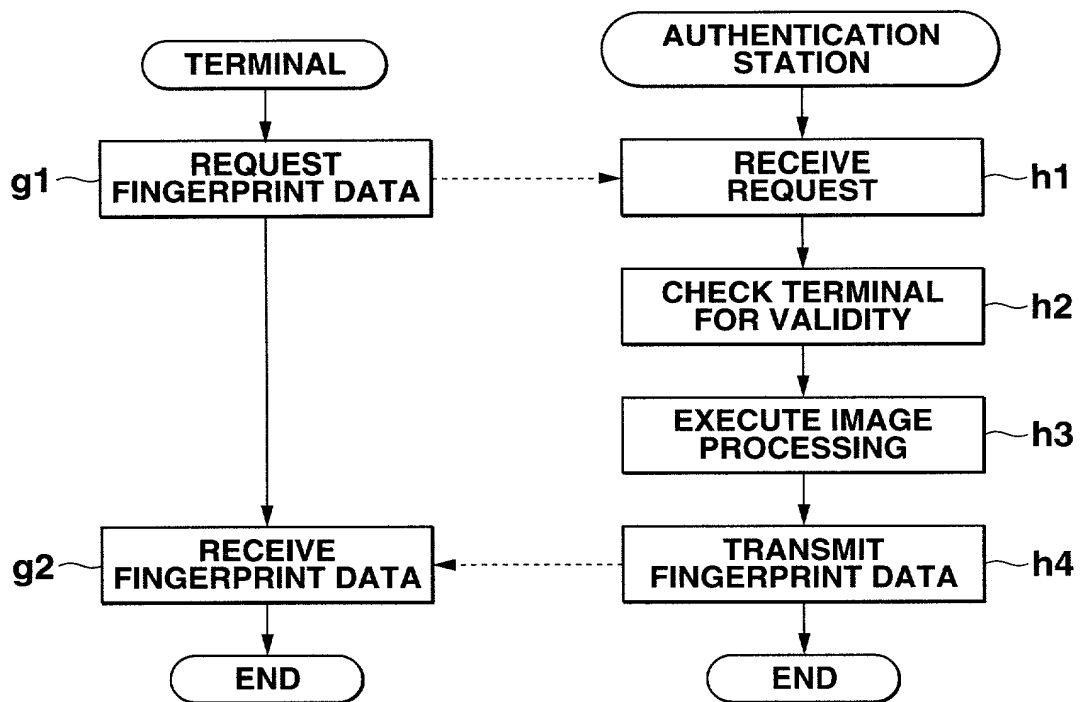 TERMINAL
g1
REQUEST
FINGERPRINT DATA
g2
RECEIVE
FINGERPRINT DATA
END
AUTHENTICATION
STATION
RECEIVE
REQUEST
h1
CHECK TERMINAL
FOR VALIDITY
h2
EXECUTE IMAGE
PROCESSING
h3
TRANSMIT
FINGERPRINT DATA
h4
END